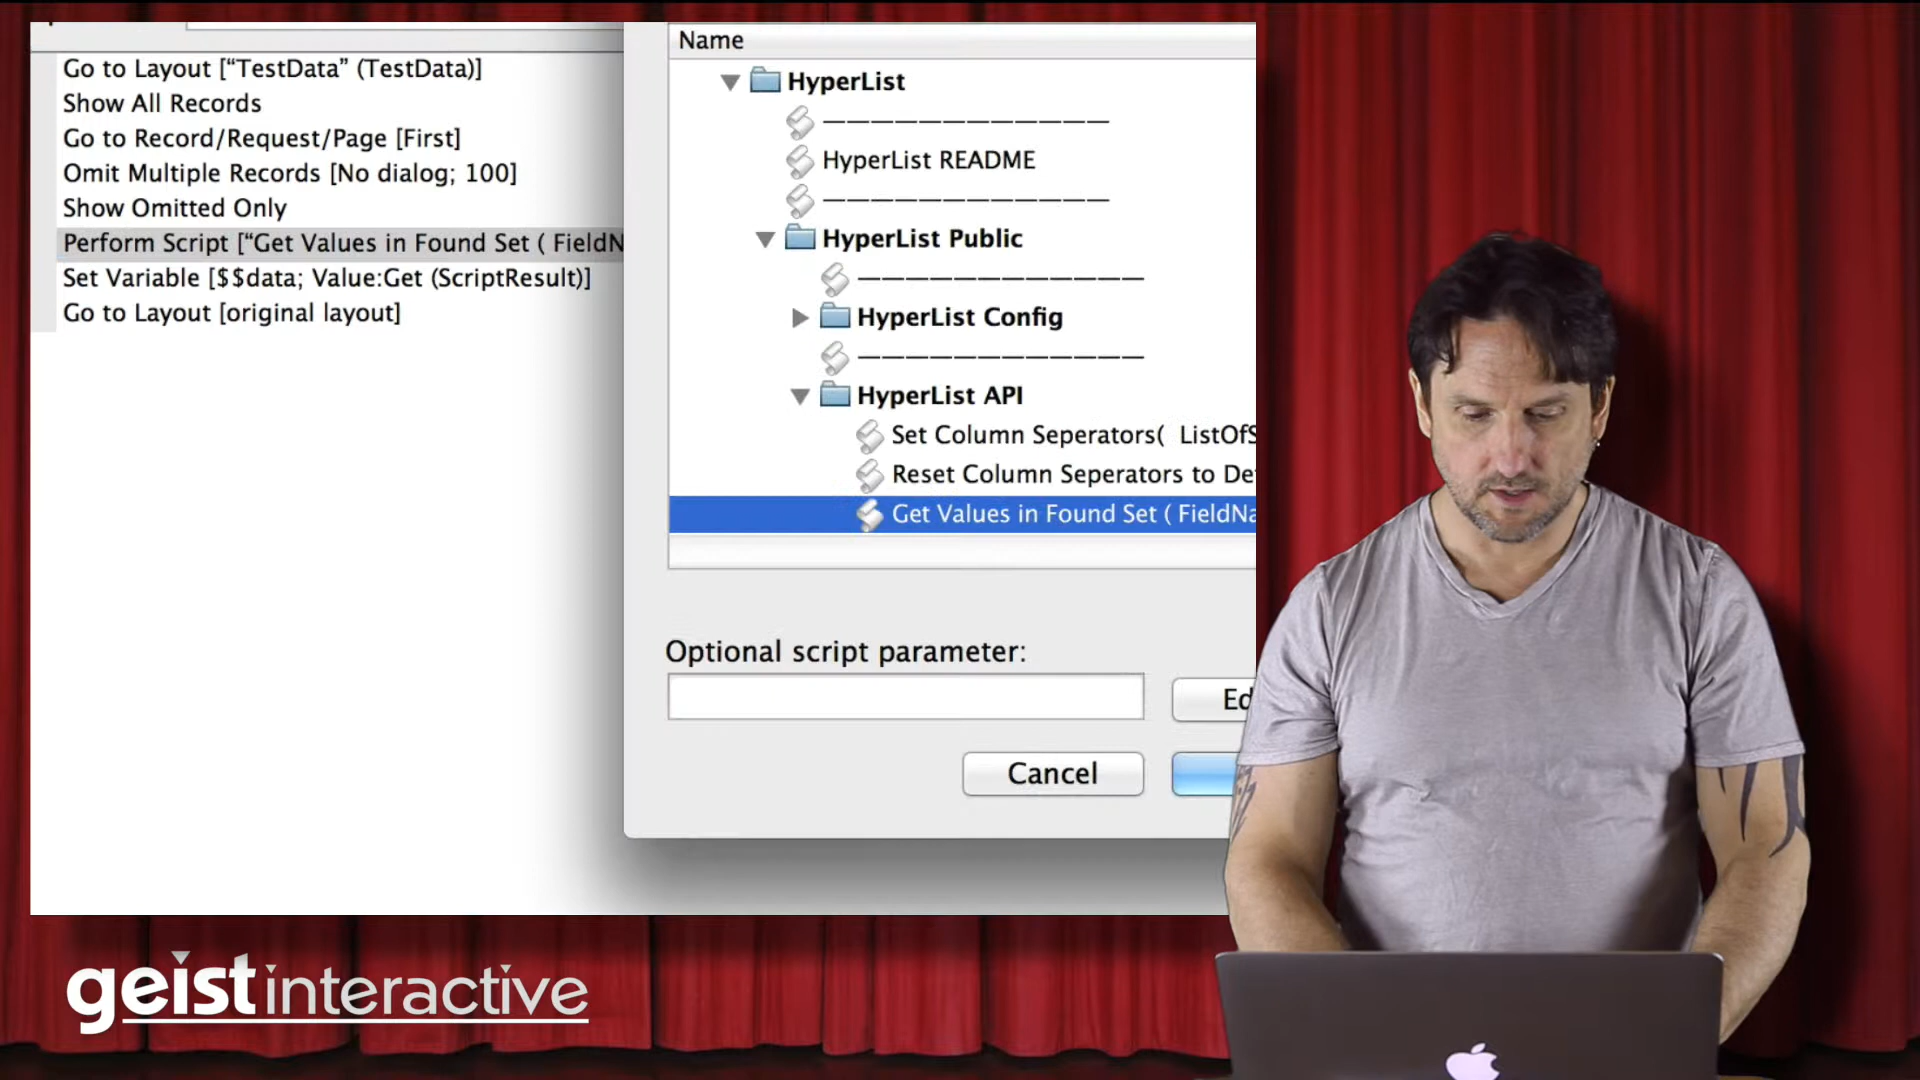 Go to Layout [“TestData” (TestData)]
Show All Records
Go to Record/Request/Page [First]
Omit Multiple Records [No dialog; 100]
Show Omitted Only
Perform Script [“Get Values in Found Set ( FieldN
Set Variable [$$data; Value:Get (ScriptResult)]
Go to Layout [original layout]
Name
HyperList
————————————
HyperList README
————————————
HyperList Public
————————————
HyperList Config
————————————
HyperList API
Set Column Seperators( ListOfS
Reset Column Seperators to De
Get Values in Found Set ( FieldNa
Optional script parameter:
Ed
Cancel
geistinteractive